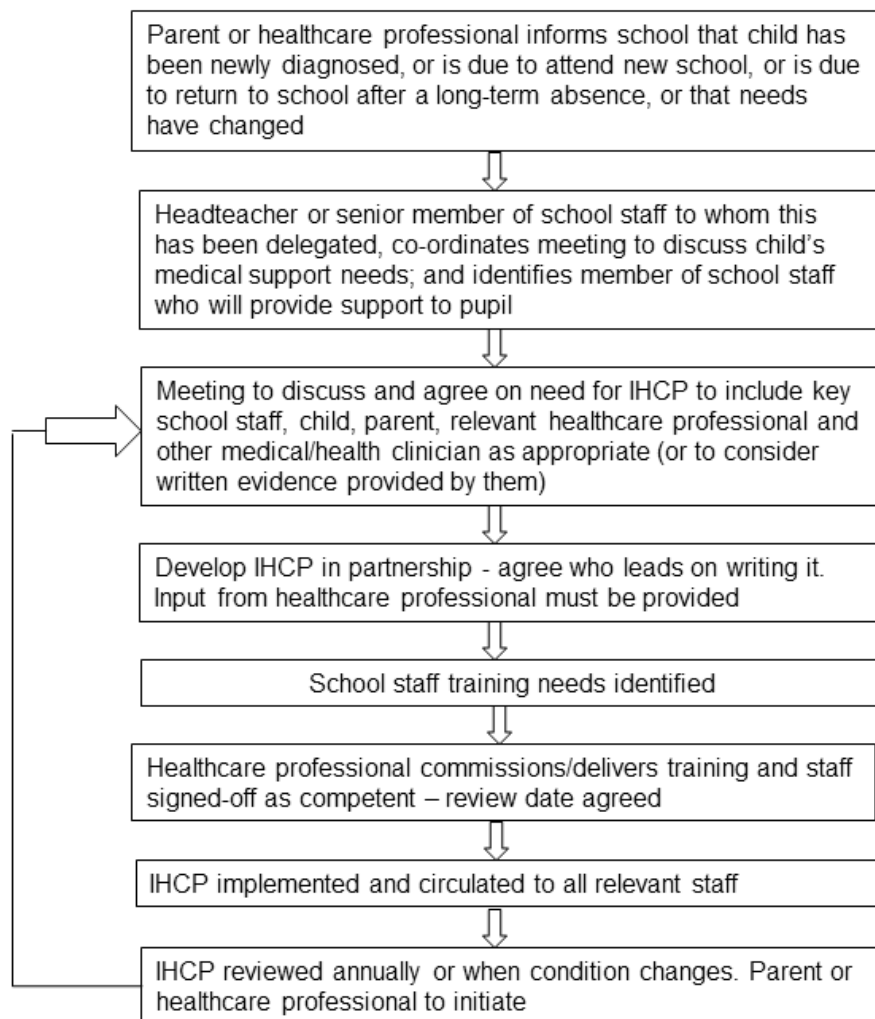 Parent or healthcare professional informs school that child has
been newly diagnosed, or is due to attend new school, or is due
to return to school after a long-term absence, or that needs
have changed
Headteacher or senior member of school staff to whom this
has been delegated, co-ordinates meeting to discuss child's
medical support needs; and identifies member of school staff
who will provide support to pupil
Meeting to discuss and agree on need for IHCP to include key
school staff, child, parent, relevant healthcare professional and
other medical/health clinician as appropriate (or to consider
written evidence provided by them)
Develop IHCP in partnership - agree who leads on writing it.
Input from healthcare professional must be provided
School staff training needs identified
Healthcare professional commissions/delivers training and staff
signed-off as competent – review date agreed
IHCP implemented and circulated to all relevant staff
IHCP reviewed annually or when condition changes. Parent or
healthcare professional to initiate